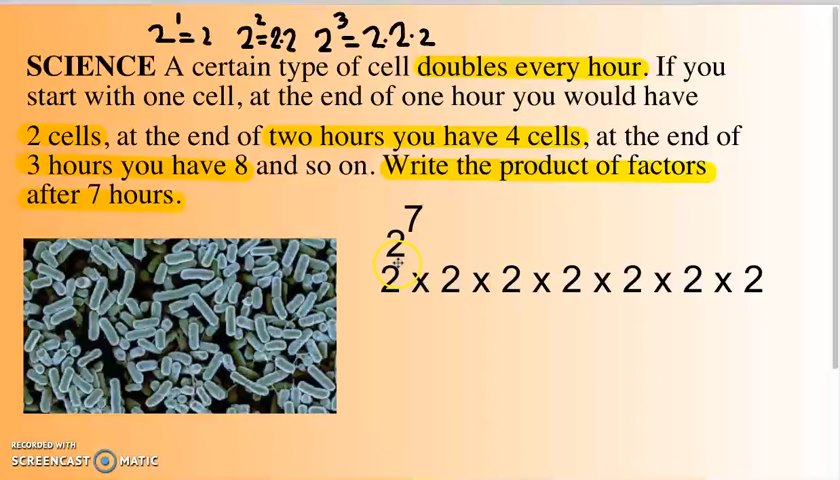 2¹=2 2²=2·2 2³=2·2·2
SCIENCE A certain type of cell doubles every hour. If you
start with one cell, at the end of one hour you would have
2 cells, at the end of two hours you have 4 cells, at the end of
3 hours you have 8 and so on. Write the product of factors
after 7 hours.
2⁷
2 x 2 x 2 x 2 x 2 x 2 x 2
RECORDED WITH
SCREENCAST MATIC